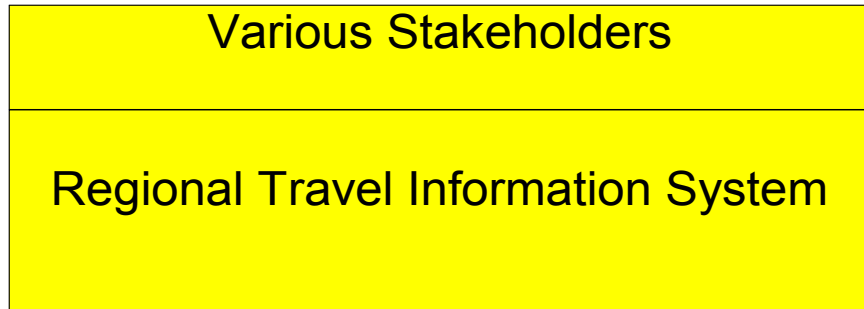 Various Stakeholders
Regional Travel Information System